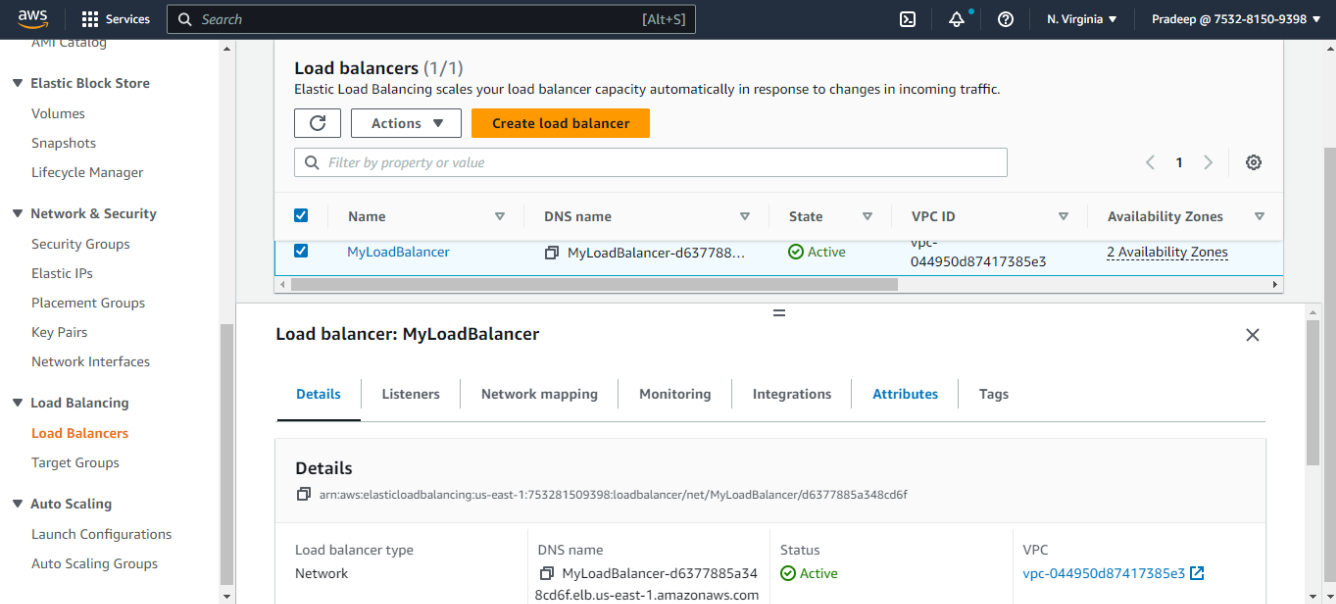 aws Services Search [Alt+S] N. Virginia Pradeep @ 7532-8150-9398
AMI Catalog
Elastic Block Store
Volumes
Snapshots
Lifecycle Manager
Network & Security
Security Groups
Elastic IPs
Placement Groups
Key Pairs
Network Interfaces
Load Balancing
Load Balancers
Target Groups
Auto Scaling
Launch Configurations
Auto Scaling Groups
Load balancers (1/1)
Elastic Load Balancing scales your load balancer capacity automatically in response to changes in incoming traffic.
Actions Create load balancer
Filter by property or value 1
Name DNS name State VPC ID Availability Zones
MyLoadBalancer MyLoadBalancer-d637788... Active vpc-
044950d87417385e3 2 Availability Zones
Load balancer: MyLoadBalancer
Details Listeners Network mapping Monitoring Integrations Attributes Tags
Details
arn:aws:elasticloadbalancing:us-east-1:753281509398:loadbalancer/net/MyLoadBalancer/d6377885a348cd6f
Load balancer type DNS name Status VPC
Network MyLoadBalancer-d6377885a34 Active vpc-044950d87417385e3
8cd6f.elb.us-east-1.amazonaws.com